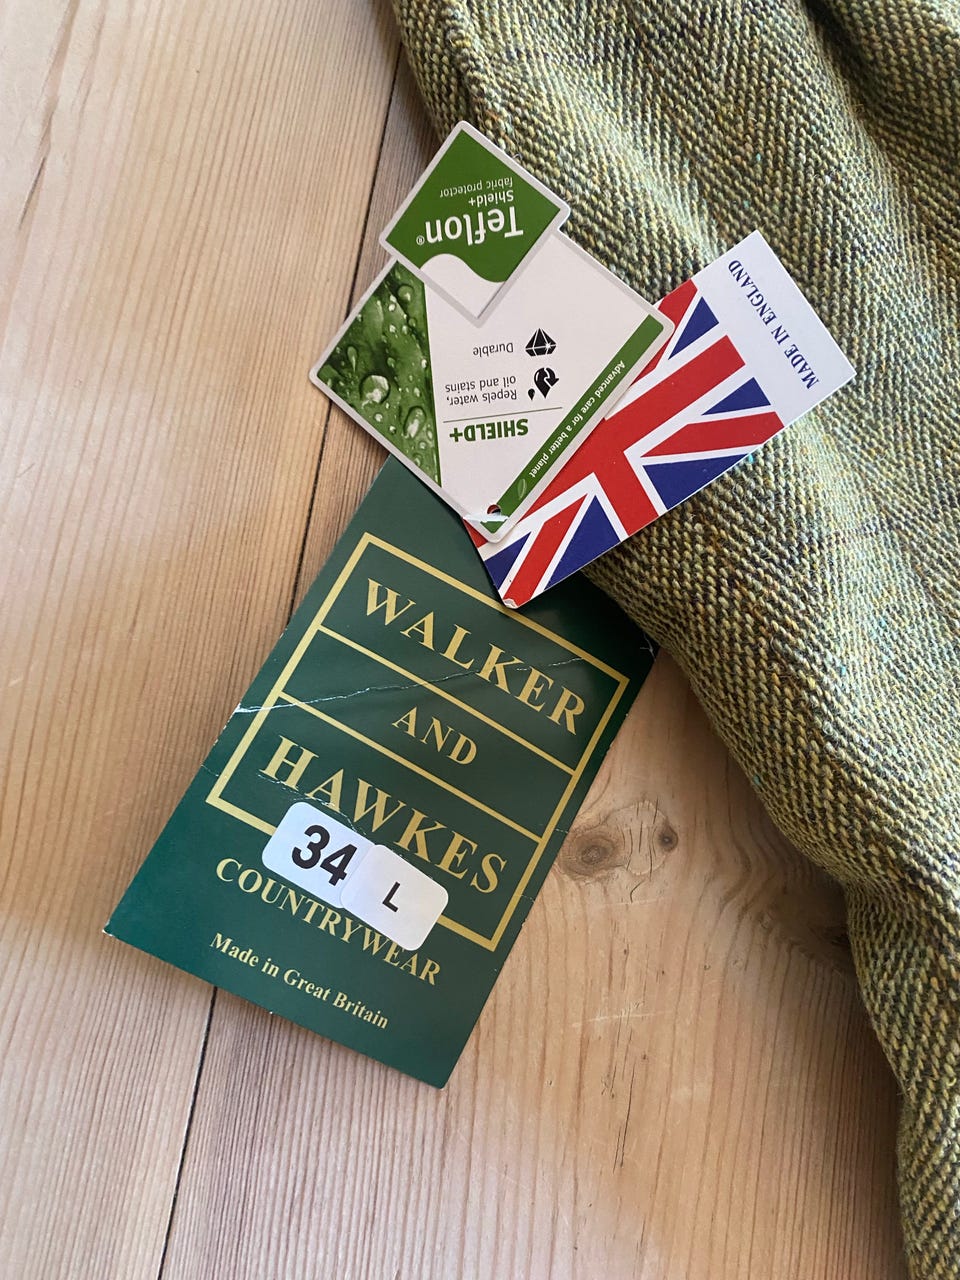 Teflon®
Shield+
fabric protector
Durable
Repels water,
oil and stains
SHIELD+
Advanced care for a better planet
MADE IN ENGLAND
WALKER
AND
HAWKES
34
L
COUNTRYWEAR
Made in Great Britain